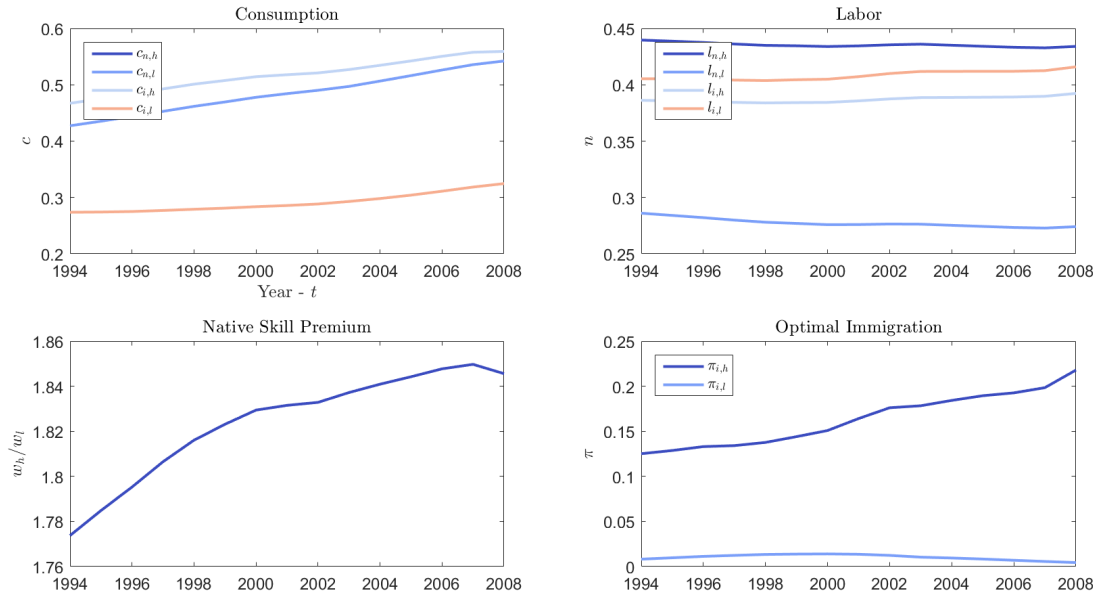 Consumption
0.6
0.5
0.4
0.3
0.2
c
c_{n,h}
c_{n,l}
c_{i,h}
c_{i,l}
1994 1996 1998 2000 2002 2004 2006 2008
Year - t
Labor
0.45
0.4
0.35
0.3
0.25
n
l_{n,h}
l_{n,l}
l_{i,h}
l_{i,l}
1994 1996 1998 2000 2002 2004 2006 2008
Native Skill Premium
1.86
1.84
1.82
1.8
1.78
1.76
w_h/w_l
1994 1996 1998 2000 2002 2004 2006 2008
Optimal Immigration
0.25
0.2
0.15
0.1
0.05
0
π
π_{i,h}
π_{i,l}
1994 1996 1998 2000 2002 2004 2006 2008